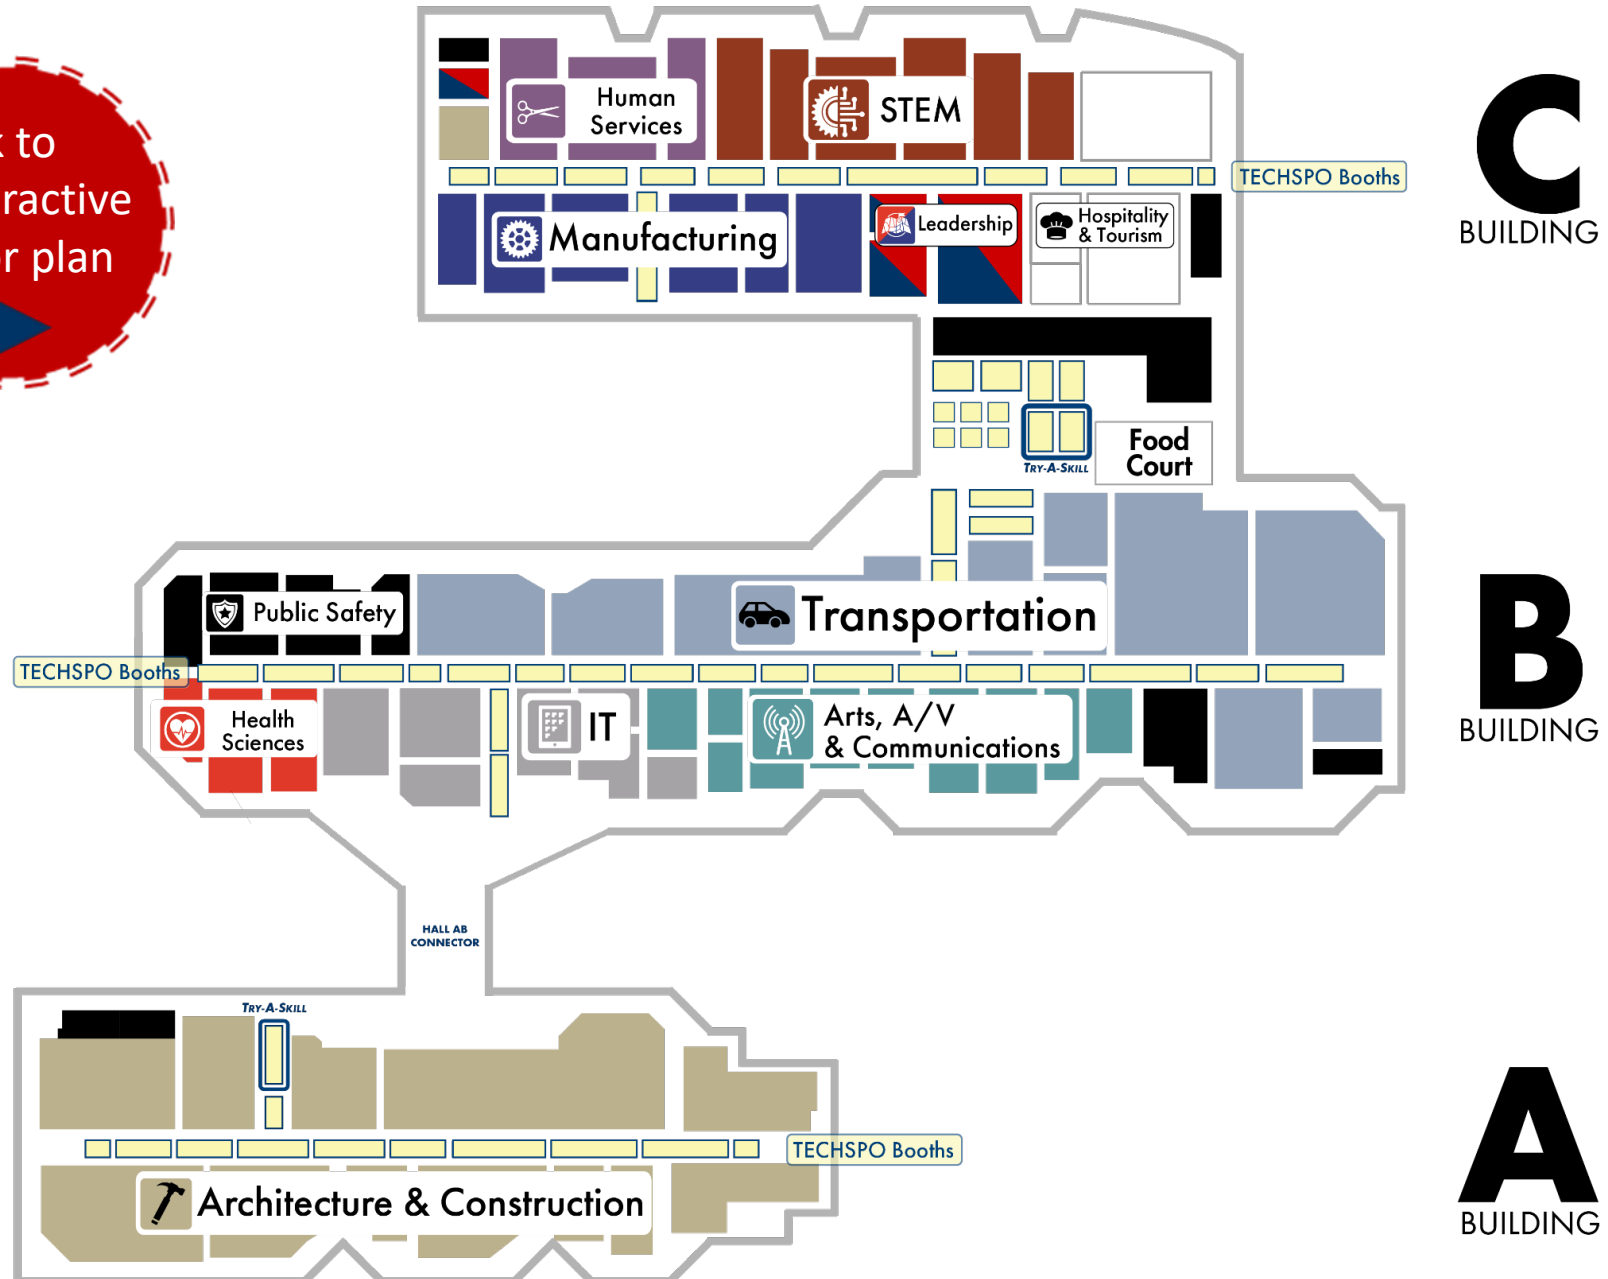 to
ractive
r plan
Human
Services
STEM
TECHSPO Booths
Manufacturing
Leadership
Hospitality
& Tourism
C
BUILDING
TRY-A-SKILL
Food
Court
Public Safety
Transportation
TECHSPO Booths
Health
Sciences
IT
Arts, A/V
& Communications
B
BUILDING
HALL AB
CONNECTOR
TRY-A-SKILL
TECHSPO Booths
Architecture & Construction
A
BUILDING